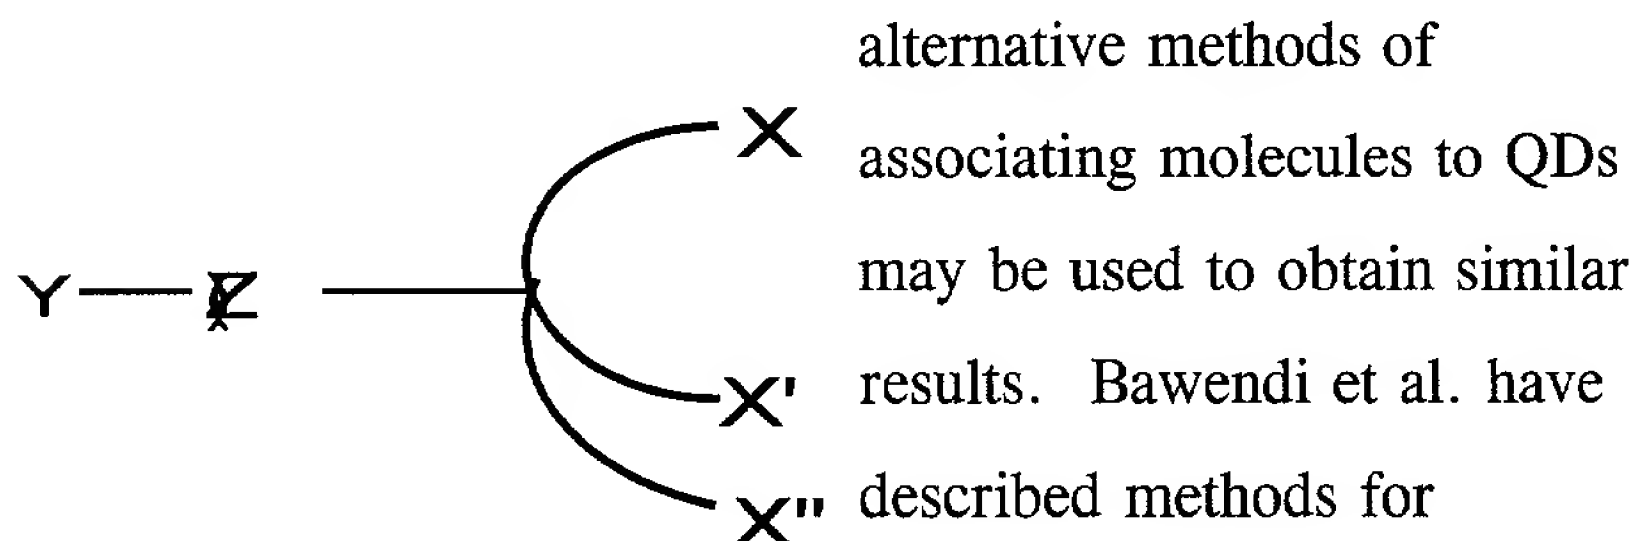 alternative methods of
X
associating molecules to QDs
may be used to obtain similar
Y
X'
results. Bawendi et al. have
X"
described methods for